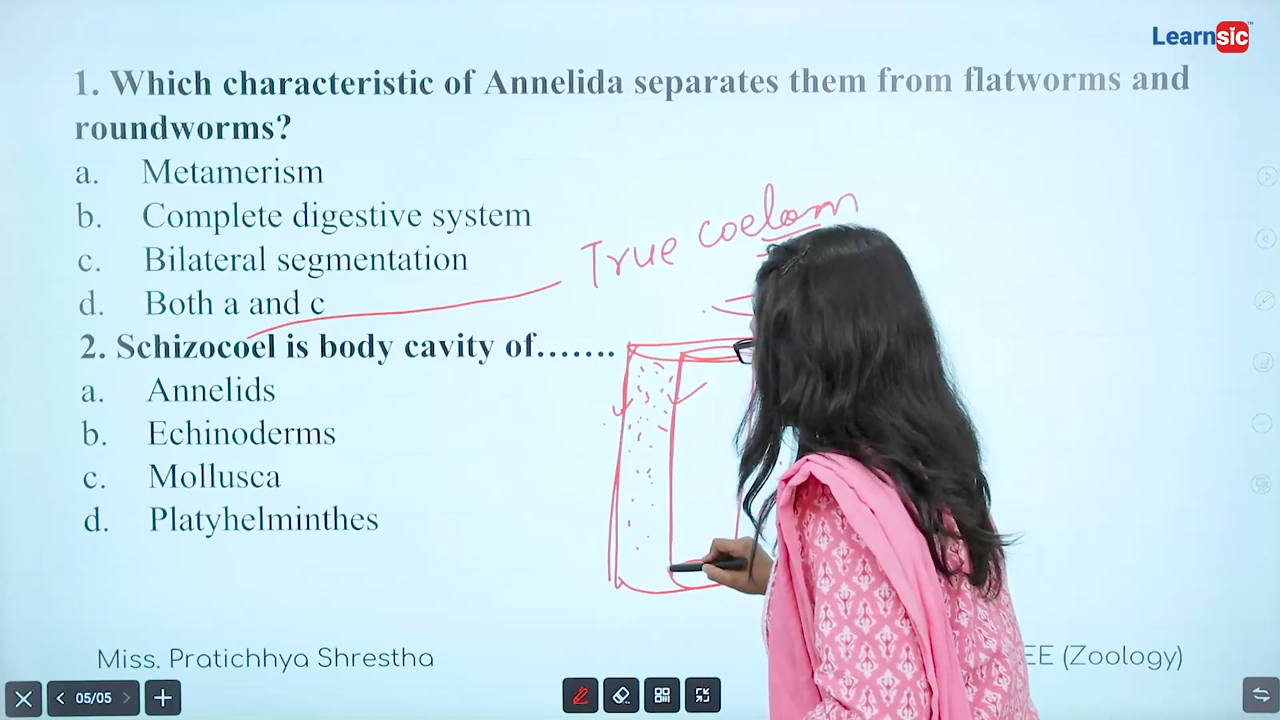 Learnsic
1. Which characteristic of Annelida separates them from flatworms and
roundworms?
a. Metamerism
b. Complete digestive system
c. Bilateral segmentation
d. Both a and c
True coelom
2. Schizocoel is body cavity of…….
a. Annelids
b. Echinoderms
c. Mollusca
d. Platyhelminthes
Miss. Pratichhya Shrestha
EE (Zoology)
05/05